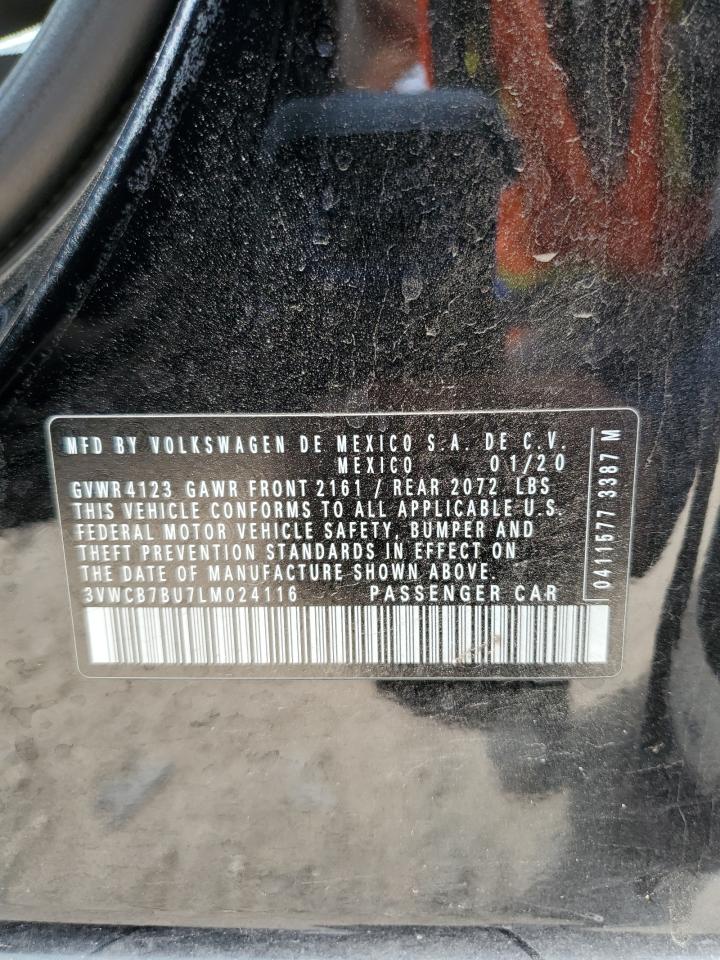 MFD BY VOLKSWAGEN DE MEXICO S.A. DE C.V.
MEXICO 01/20
GVWR 4123 GAWR FRONT 2161 / REAR 2072 LBS
THIS VEHICLE CONFORMS TO ALL APPLICABLE U.S.
FEDERAL MOTOR VEHICLE SAFETY, BUMPER AND
THEFT PREVENTION STANDARDS IN EFFECT ON
THE DATE OF MANUFACTURE SHOWN ABOVE.
3VWCB7BU7LM024116 PASSENGER CAR
0411577 3387 M